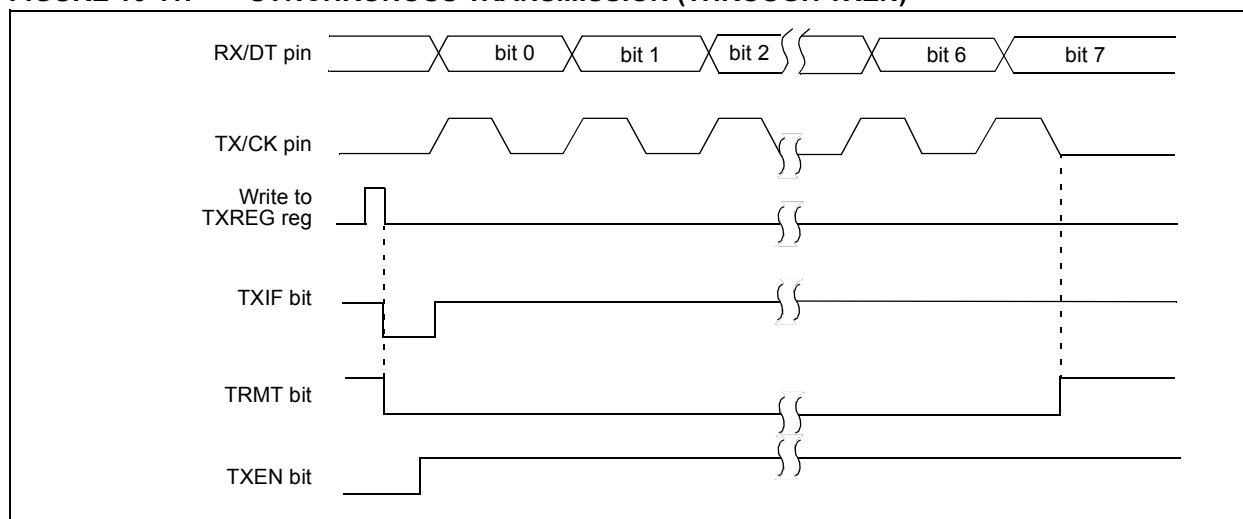 RX/DT pin
bit 0 bit 1 bit 2 bit 6 bit 7
TX/CK pin
Write to
TXREG reg
TXIF bit
TRMT bit
TXEN bit